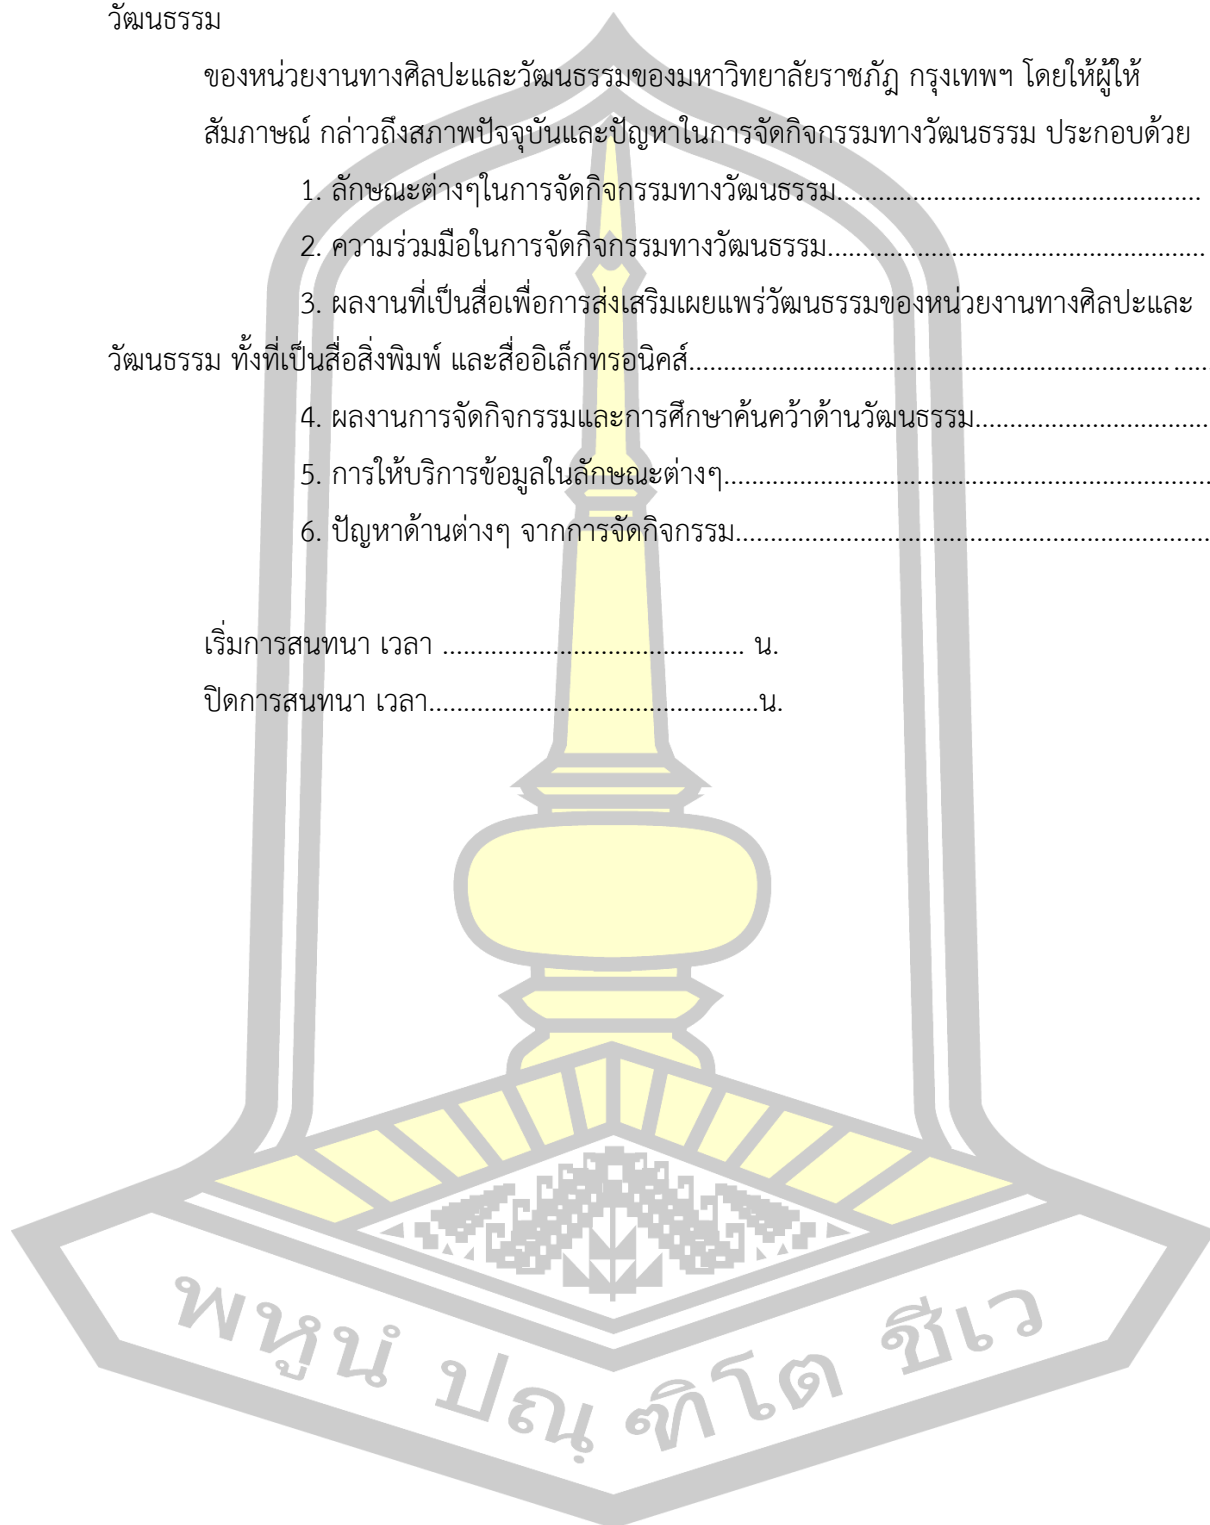 วัฒนธรรม
ของหน่วยงานทางศิลปะและวัฒนธรรมของมหาวิทยาลัยราชภัฎ กรุงเทพฯ โดยให้ผู้ให้
สัมภาษณ์ กล่าวถึงสภาพปัจจุบันและปัญหาในการจัดกิจกรรมทางวัฒนธรรม ประกอบด้วย
1. ลักษณะต่างๆในการจัดกิจกรรมทางวัฒนธรรม.....................................................
2. ความร่วมมือในการจัดกิจกรรมทางวัฒนธรรม.......................................................
3. ผลงานที่เป็นสื่อเพื่อการส่งเสริมเผยแพร่วัฒนธรรมของหน่วยงานทางศิลปะและ
วัฒนธรรม ทั้งที่เป็นสื่อสิ่งพิมพ์ และสื่ออิเล็กทรอนิคส์............................................................................
4. ผลงานการจัดกิจกรรมและการศึกษาค้นคว้าด้านวัฒนธรรม..................................
5. การให้บริการข้อมูลในลักษณะต่างๆ.......................................................................
6. ปัญหาด้านต่างๆ จากการจัดกิจกรรม.....................................................................
เริ่มการสนทนา เวลา ............................................ น.
ปิดการสนทนา เวลา................................................น.
พหูนํ ปณฺฑิโต ชีเว